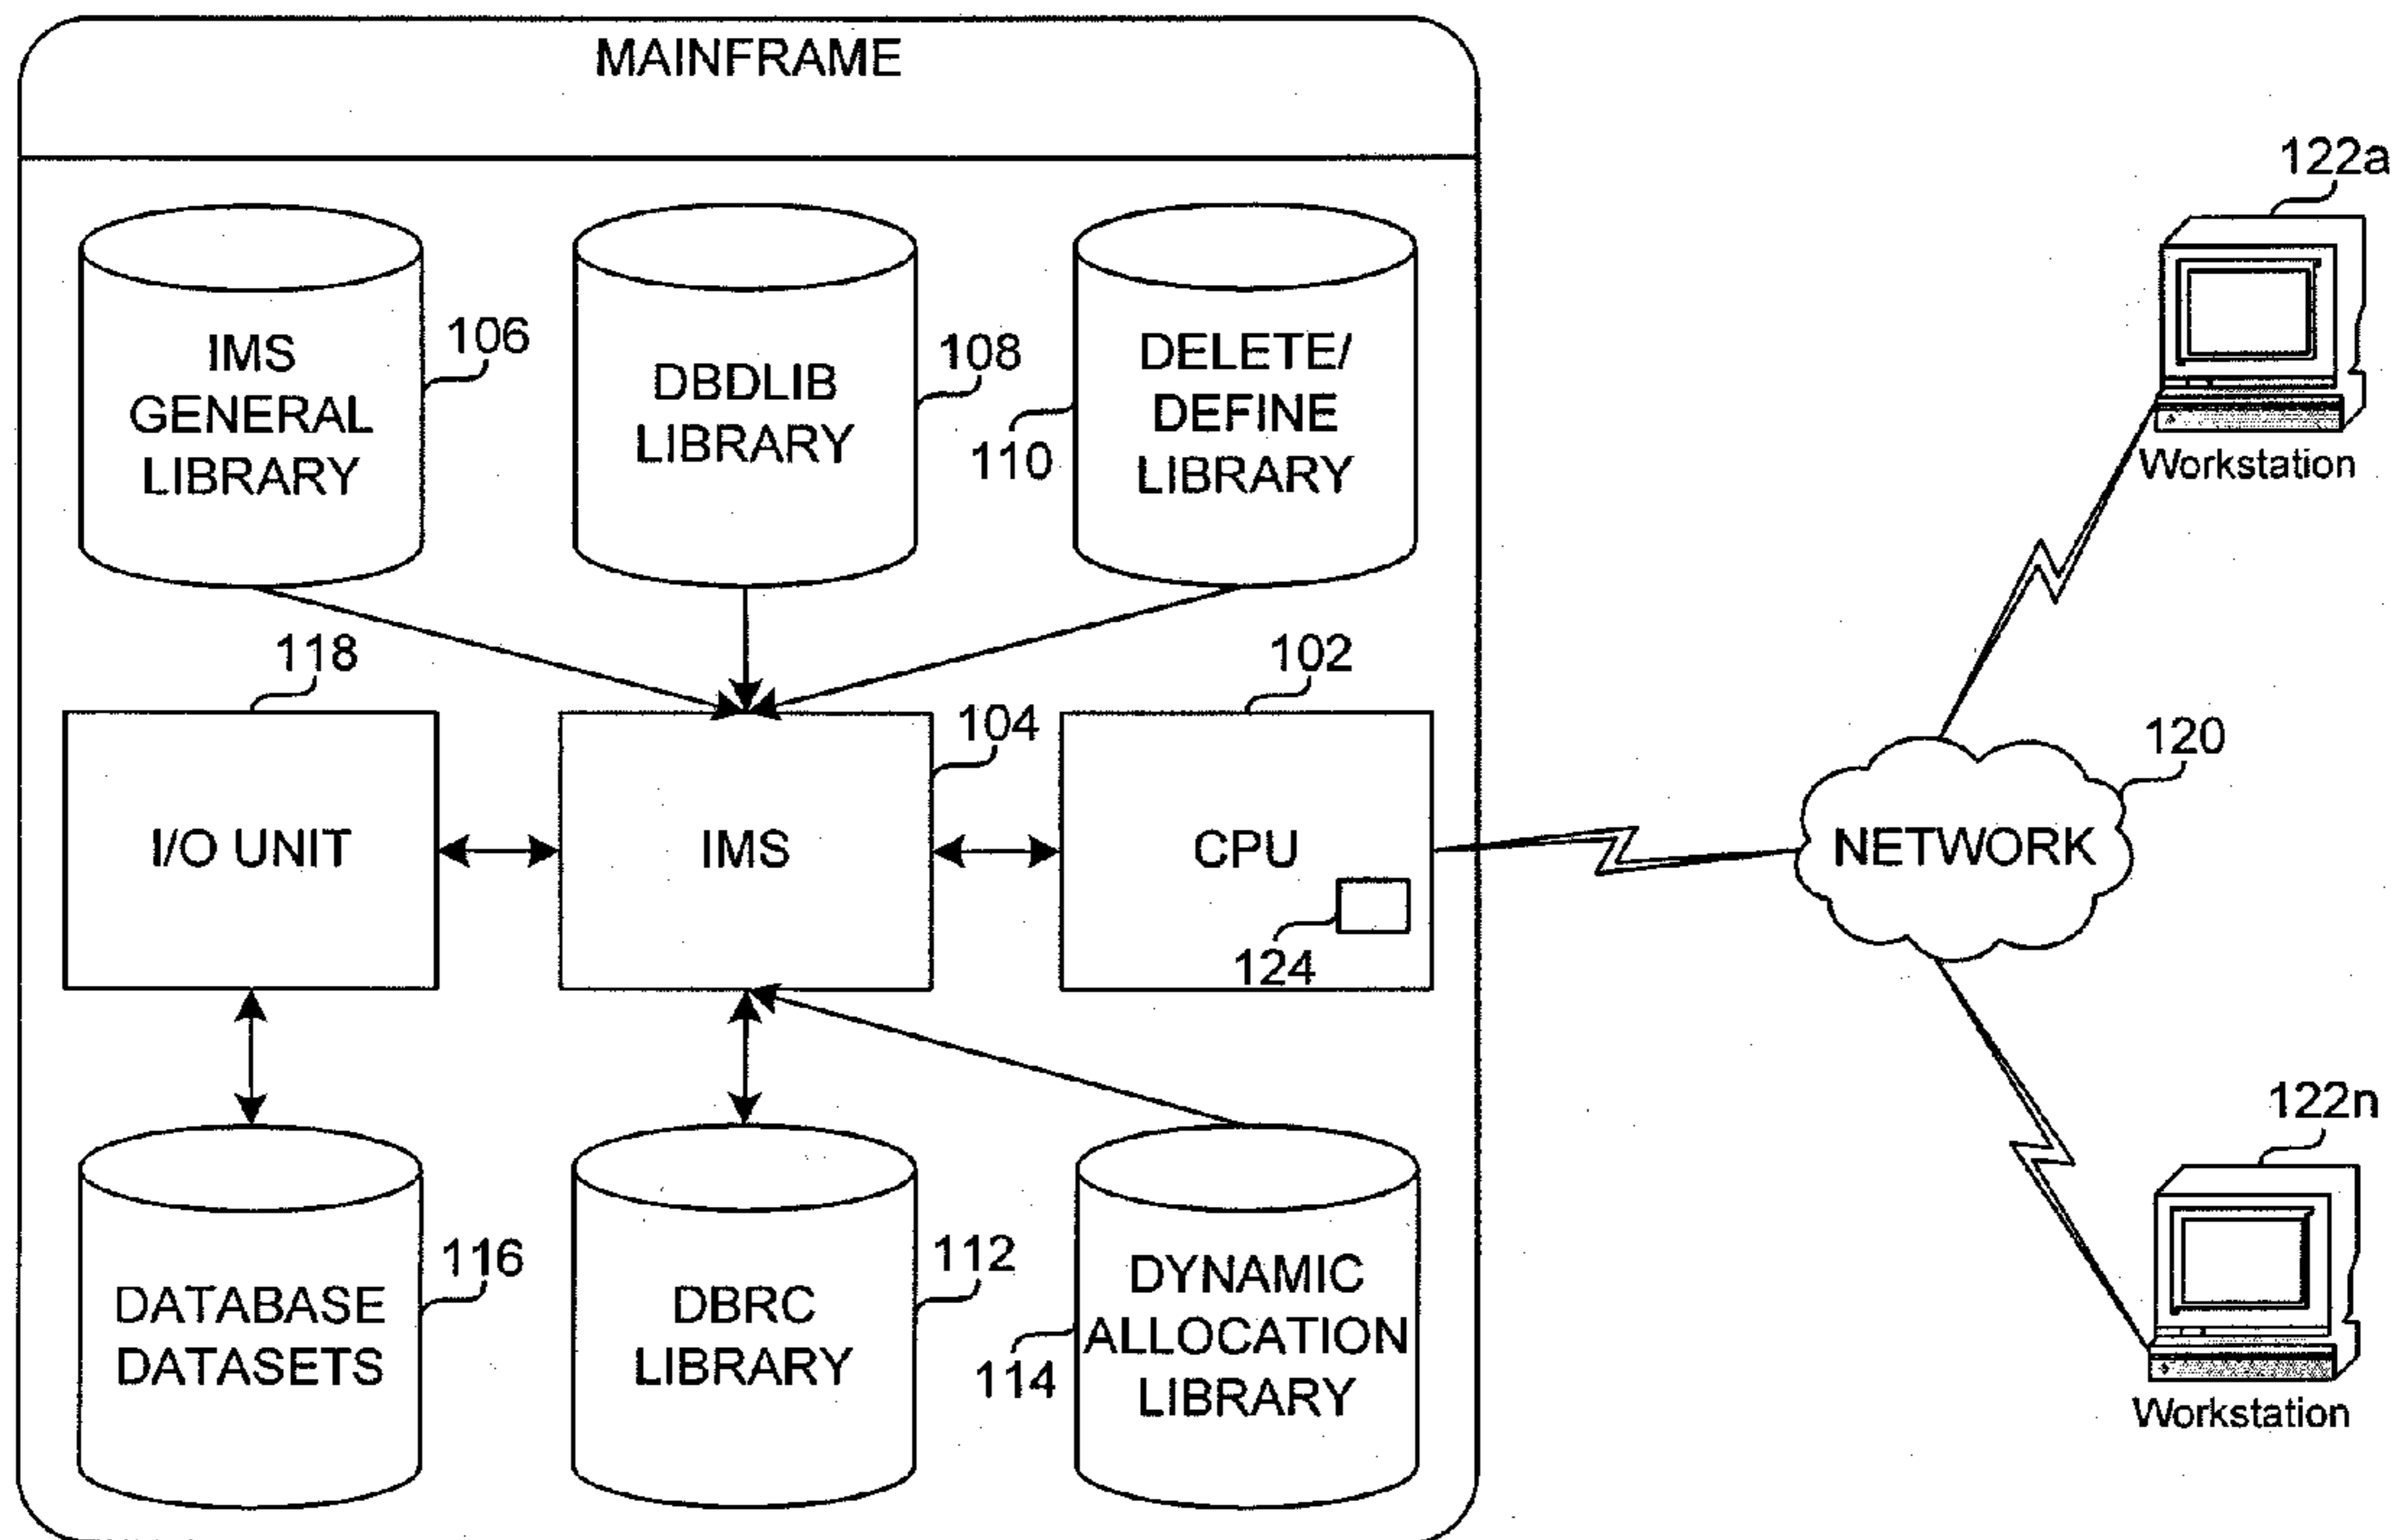 MAINFRAME
122a
Workstation
IMS
GENERAL
LIBRARY
106
DBDLIB
LIBRARY
108
DELETE/
DEFINE
LIBRARY
110
118
I/O UNIT
IMS
104
102
CPU
124
120
NETWORK
DATABASE
DATASETS
116
DBRC
LIBRARY
112
DYNAMIC
ALLOCATION
LIBRARY
114
122n
Workstation